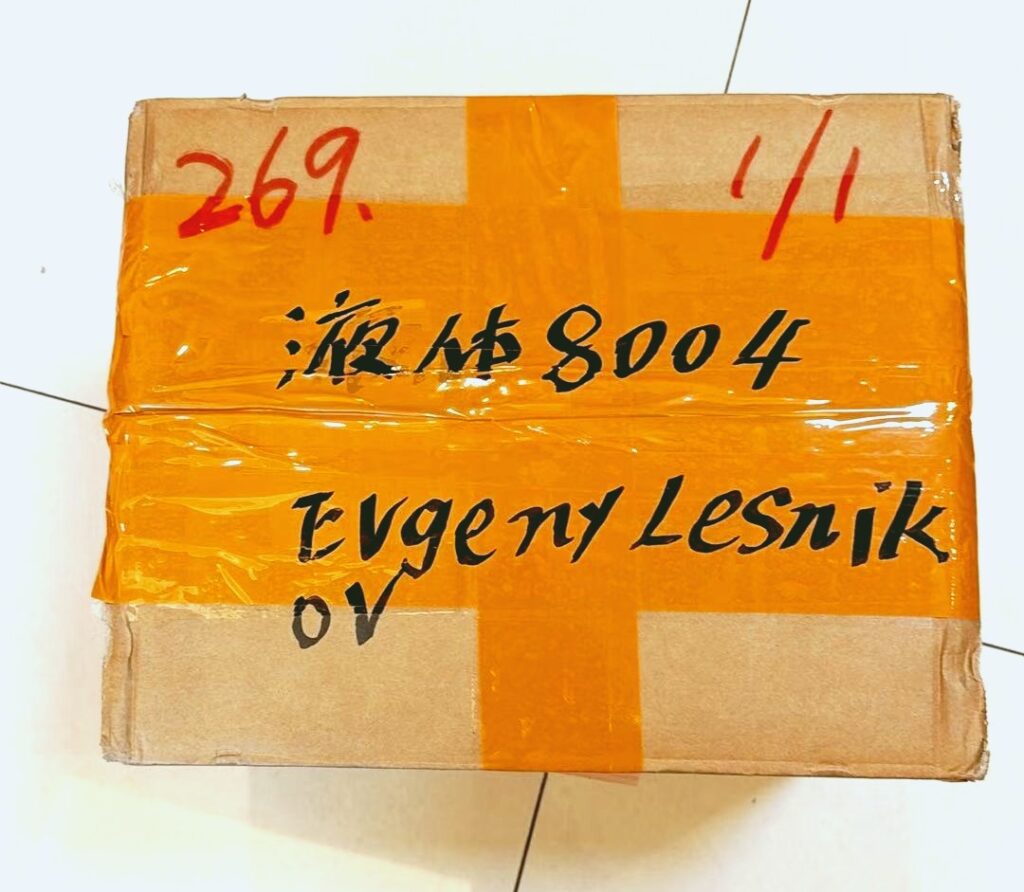 269. 1/1
液体8004
Evgeny Lesnik
ov